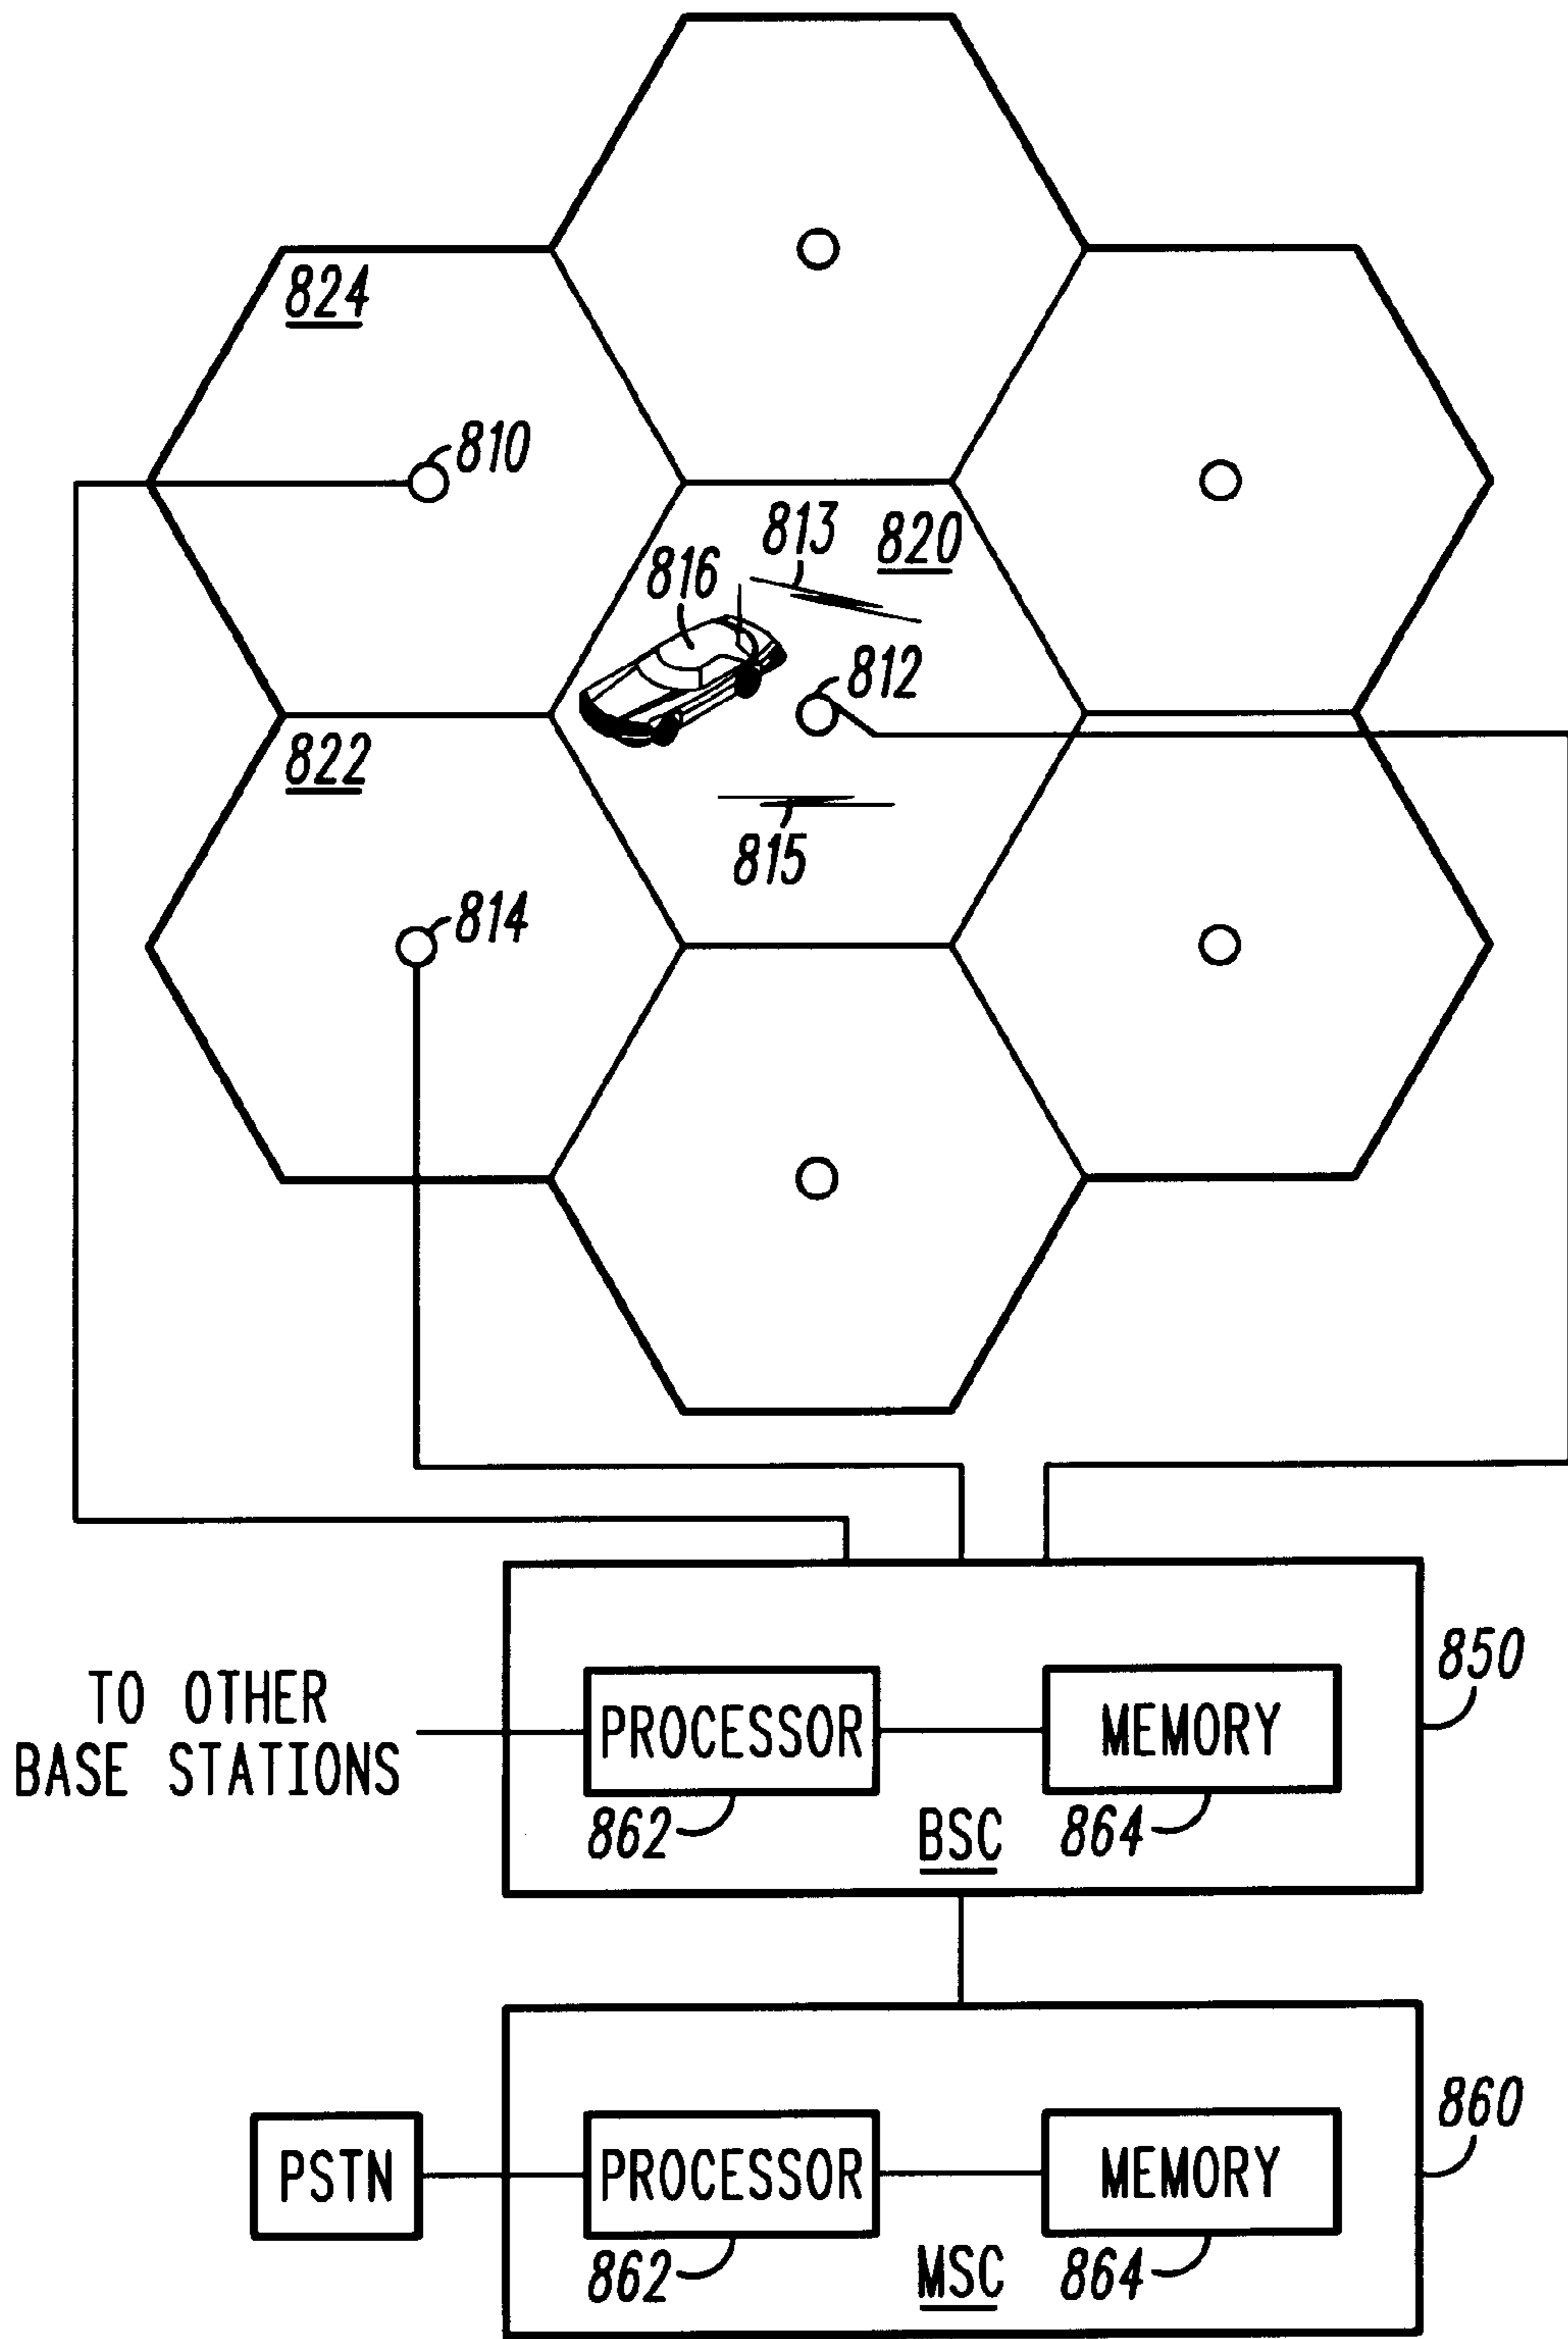 824
810
813
820
816
812
822
815
814
850
TO OTHER
BASE STATIONS
PROCESSOR
MEMORY
862
BSC
864
860
PSTN
PROCESSOR
MEMORY
862
MSC
864